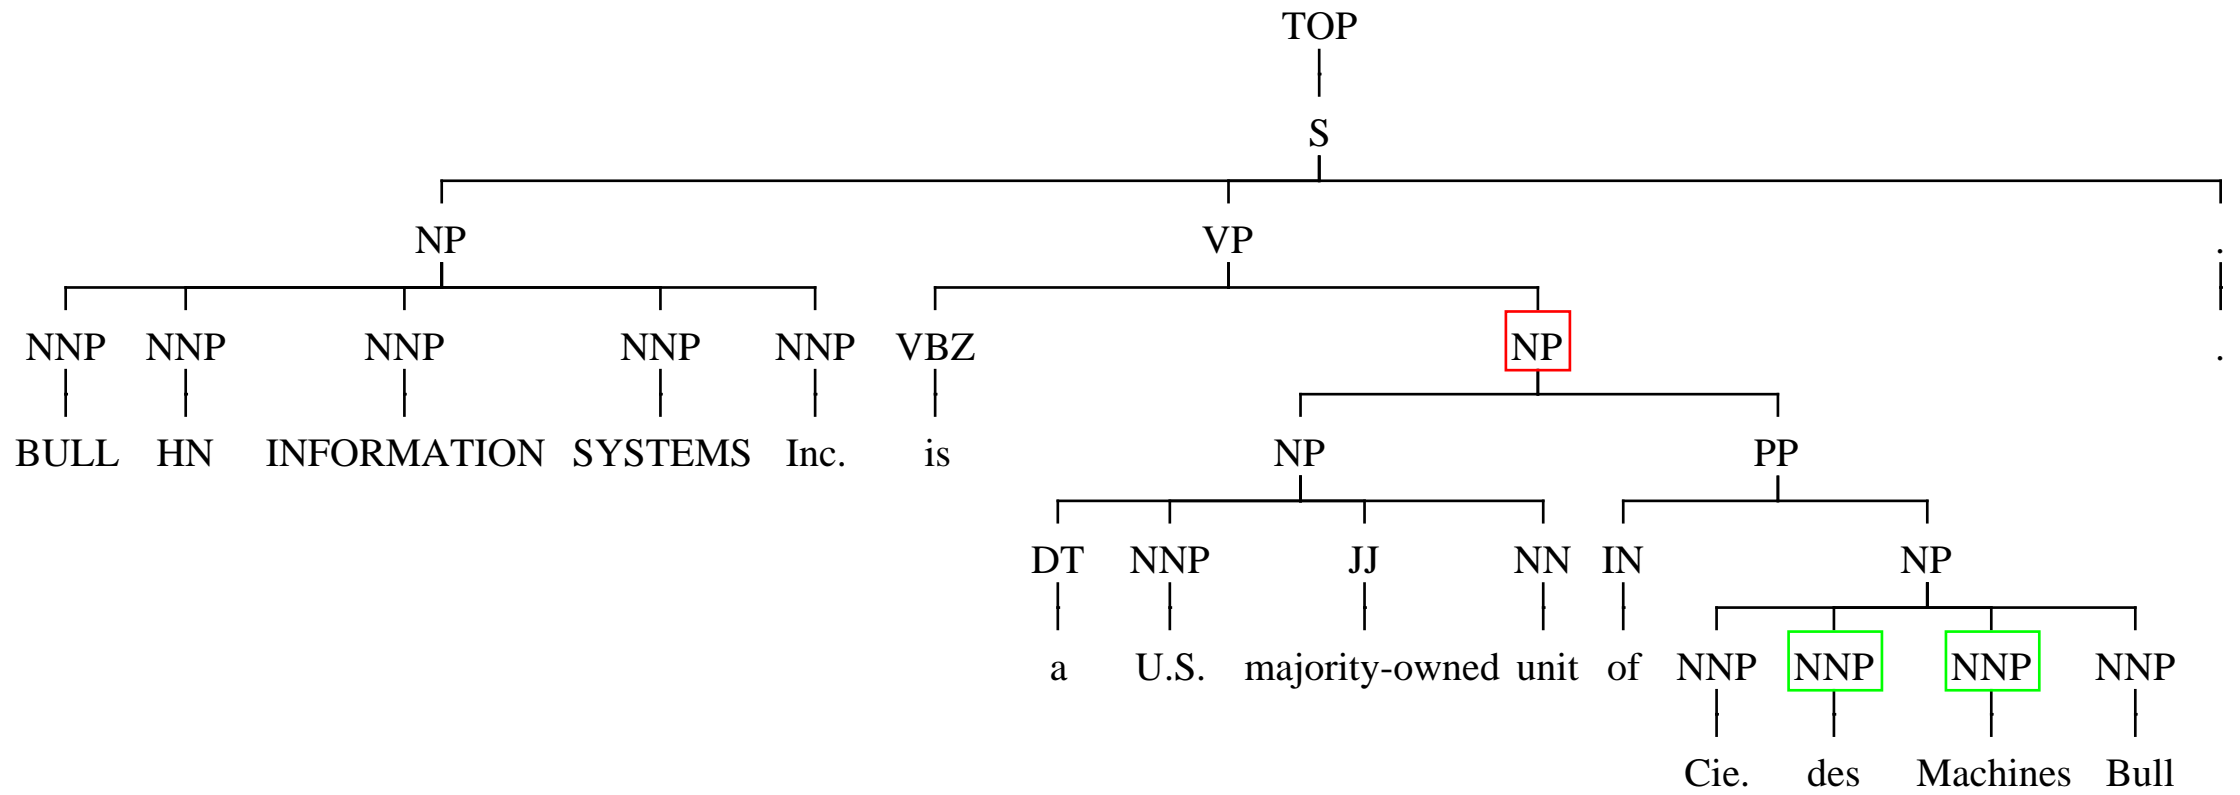 TOP
S
NP VP .
NNP NNP NNP NNP NNP VBZ NP .
BULL HN INFORMATION SYSTEMS Inc. is NP PP
DT NNP JJ NN IN NP
a U.S. majority-owned unit of NNP NNP NNP NNP
Cie. des Machines Bull